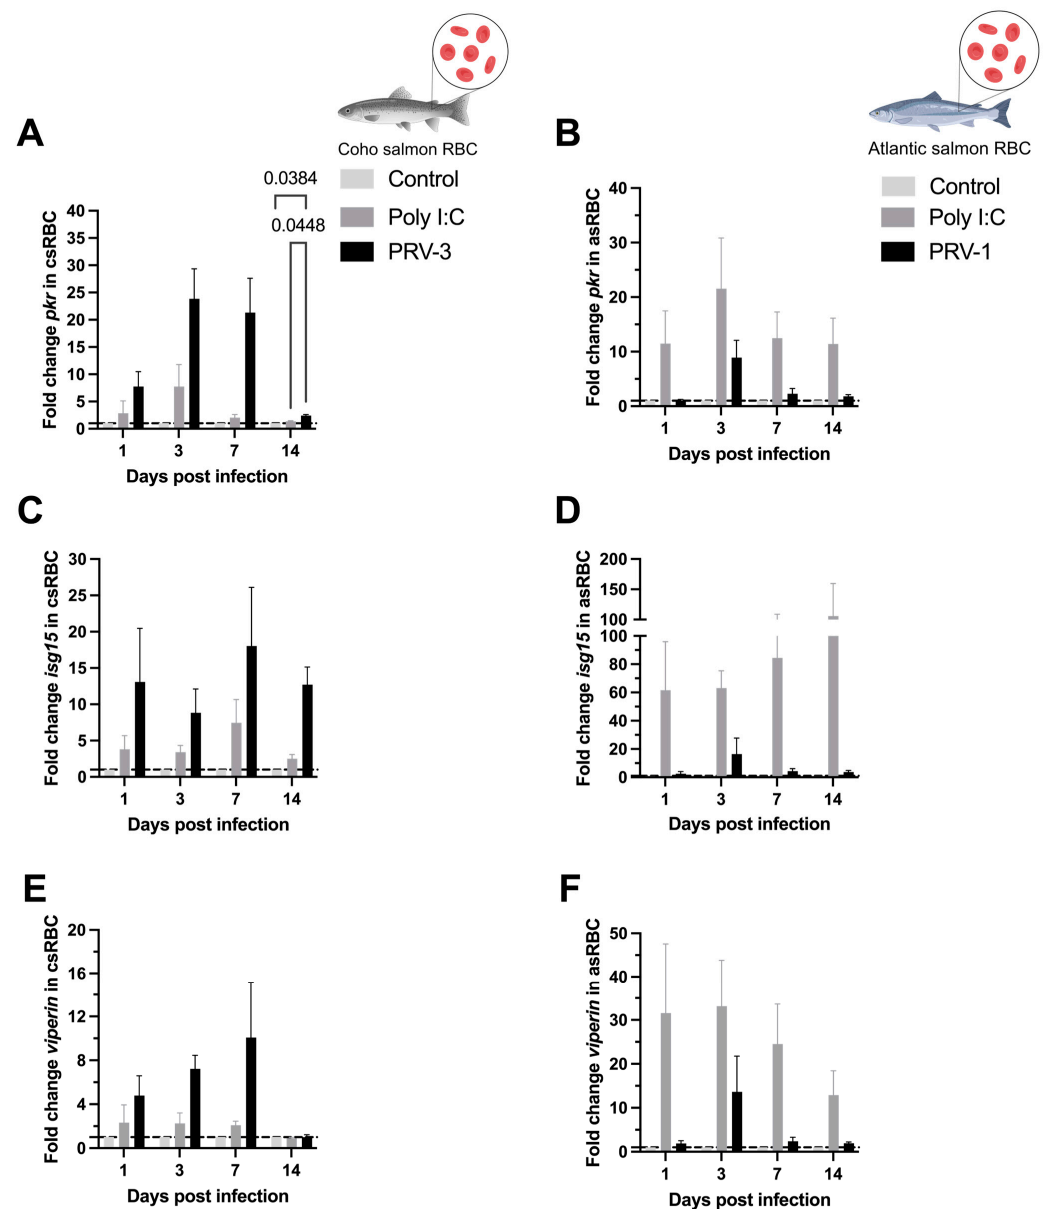 A
Coho salmon RBC
Control
Poly I:C
PRV-3
0.0384
0.0448
Fold change pkr in csRBC
40
35
30
25
20
15
10
5
0
1 3 7 14
Days post infection
B
Atlantic salmon RBC
Control
Poly I:C
PRV-1
Fold change pkr in asRBC
40
30
20
10
0
1 3 7 14
Days post infection
C
Fold change isg15 in csRBC
30
25
20
15
10
5
0
1 3 7 14
Days post infection
D
Fold change isg15 in asRBC
200
150
100
100
80
60
40
20
0
1 3 7 14
Days post infection
E
Fold change viperin in csRBC
20
16
12
8
4
0
1 3 7 14
Days post infection
F
Fold change viperin in asRBC
50
40
30
20
10
0
1 3 7 14
Days post infection